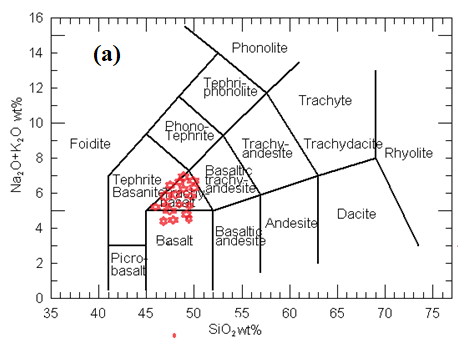 16
(a)
14
12
10
8
6
4
2
0
Na2O+K2O wt%
Phonolite
Tephri-
phonolite
Trachyte
Phono-
Tephrite
Foidite
Trachy-
andesite
Trachydacite
Rhyolite
Tephrite
Basanite
Basaltic
trachy-
andesite
Trachy-
basalt
Basalt
Basaltic
andesite
Andesite
Dacite
Picro-
basalt
35 40 45 50 55 60 65 70 75
SiO2 wt%